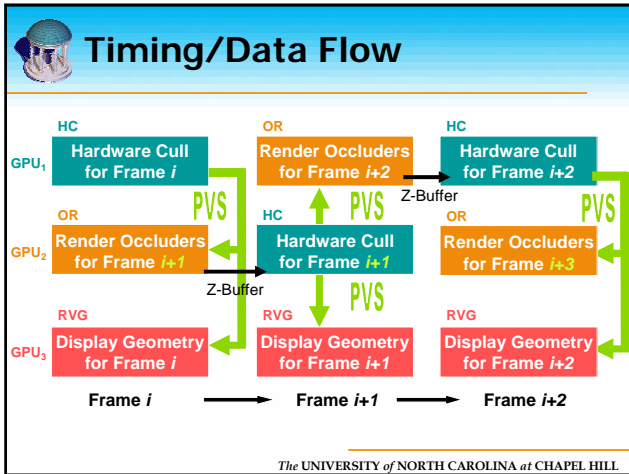 Timing/Data Flow
HC
OR
HC
GPU1
Hardware Cull
for Frame i
Render Occluders
for Frame i+2
Hardware Cull
for Frame i+2
Z-Buffer
PVS
PVS
PVS
OR
HC
OR
GPU2
Render Occluders
for Frame i+1
Hardware Cull
for Frame i+1
Render Occluders
for Frame i+3
Z-Buffer
PVS
RVG
RVG
RVG
GPU3
Display Geometry
for Frame i
Display Geometry
for Frame i+1
Display Geometry
for Frame i+2
Frame i
Frame i+1
Frame i+2
The UNIVERSITY of NORTH CAROLINA at CHAPEL HILL